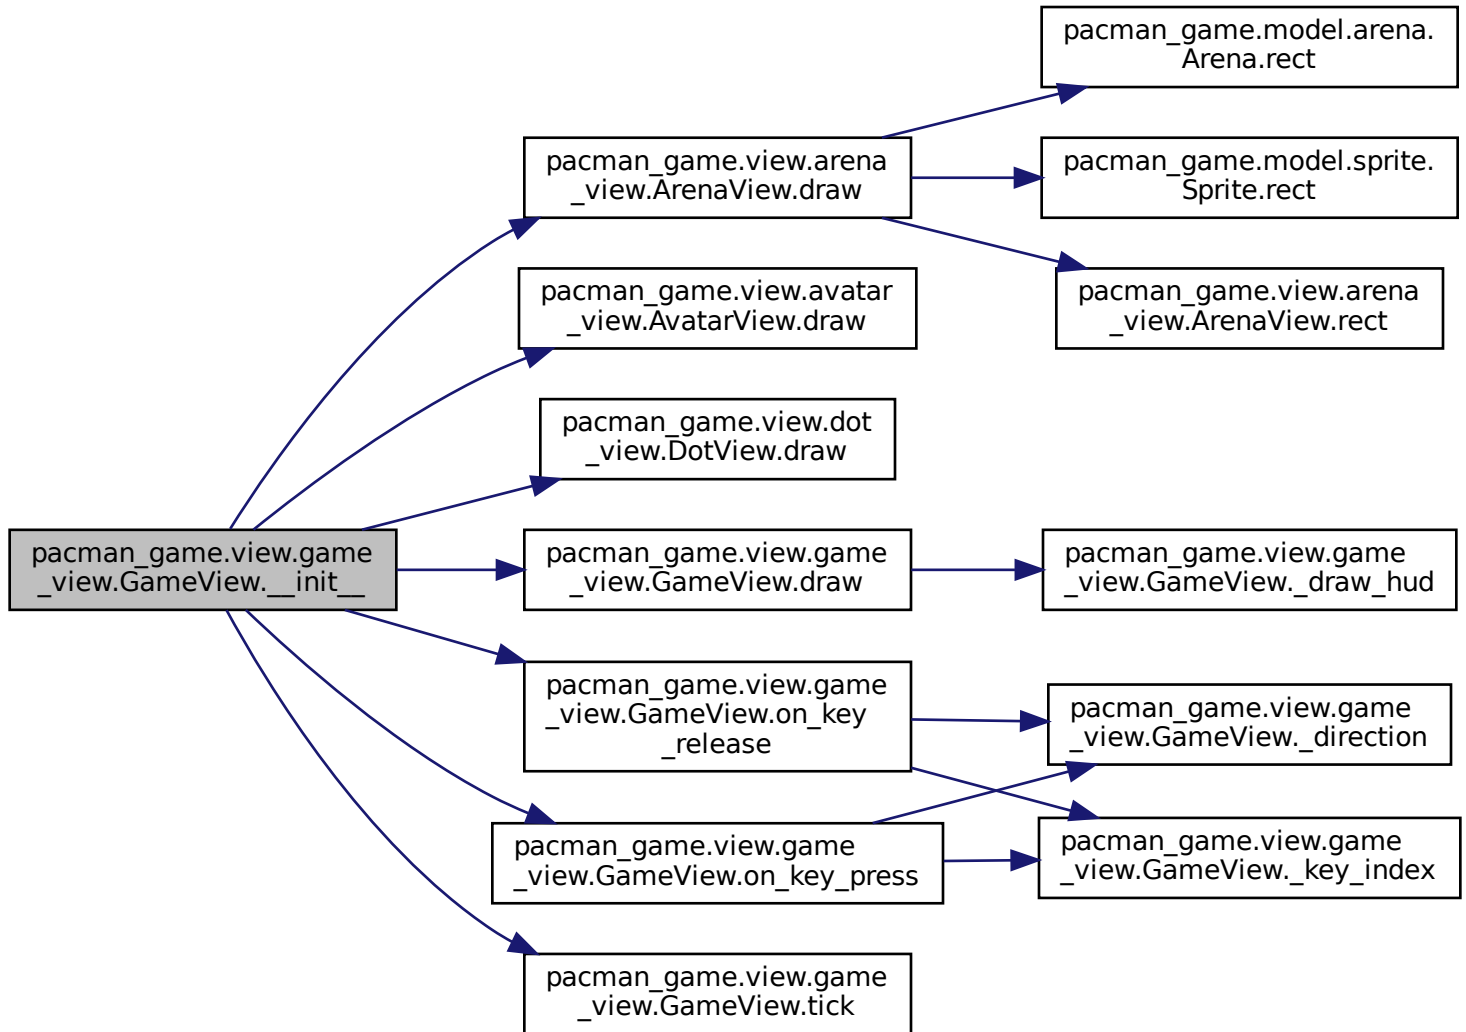 pacman_game.model.arena.
Arena.rect
pacman_game.view.arena
_view.ArenaView.draw
pacman_game.model.sprite.
Sprite.rect
pacman_game.view.avatar
_view.AvatarView.draw
pacman_game.view.arena
_view.ArenaView.rect
pacman_game.view.dot
_view.DotView.draw
pacman_game.view.game
_view.GameView.__init__
pacman_game.view.game
_view.GameView.draw
pacman_game.view.game
_view.GameView._draw_hud
pacman_game.view.game
_view.GameView.on_key
_release
pacman_game.view.game
_view.GameView._direction
pacman_game.view.game
_view.GameView.on_key_press
pacman_game.view.game
_view.GameView._key_index
pacman_game.view.game
_view.GameView.tick